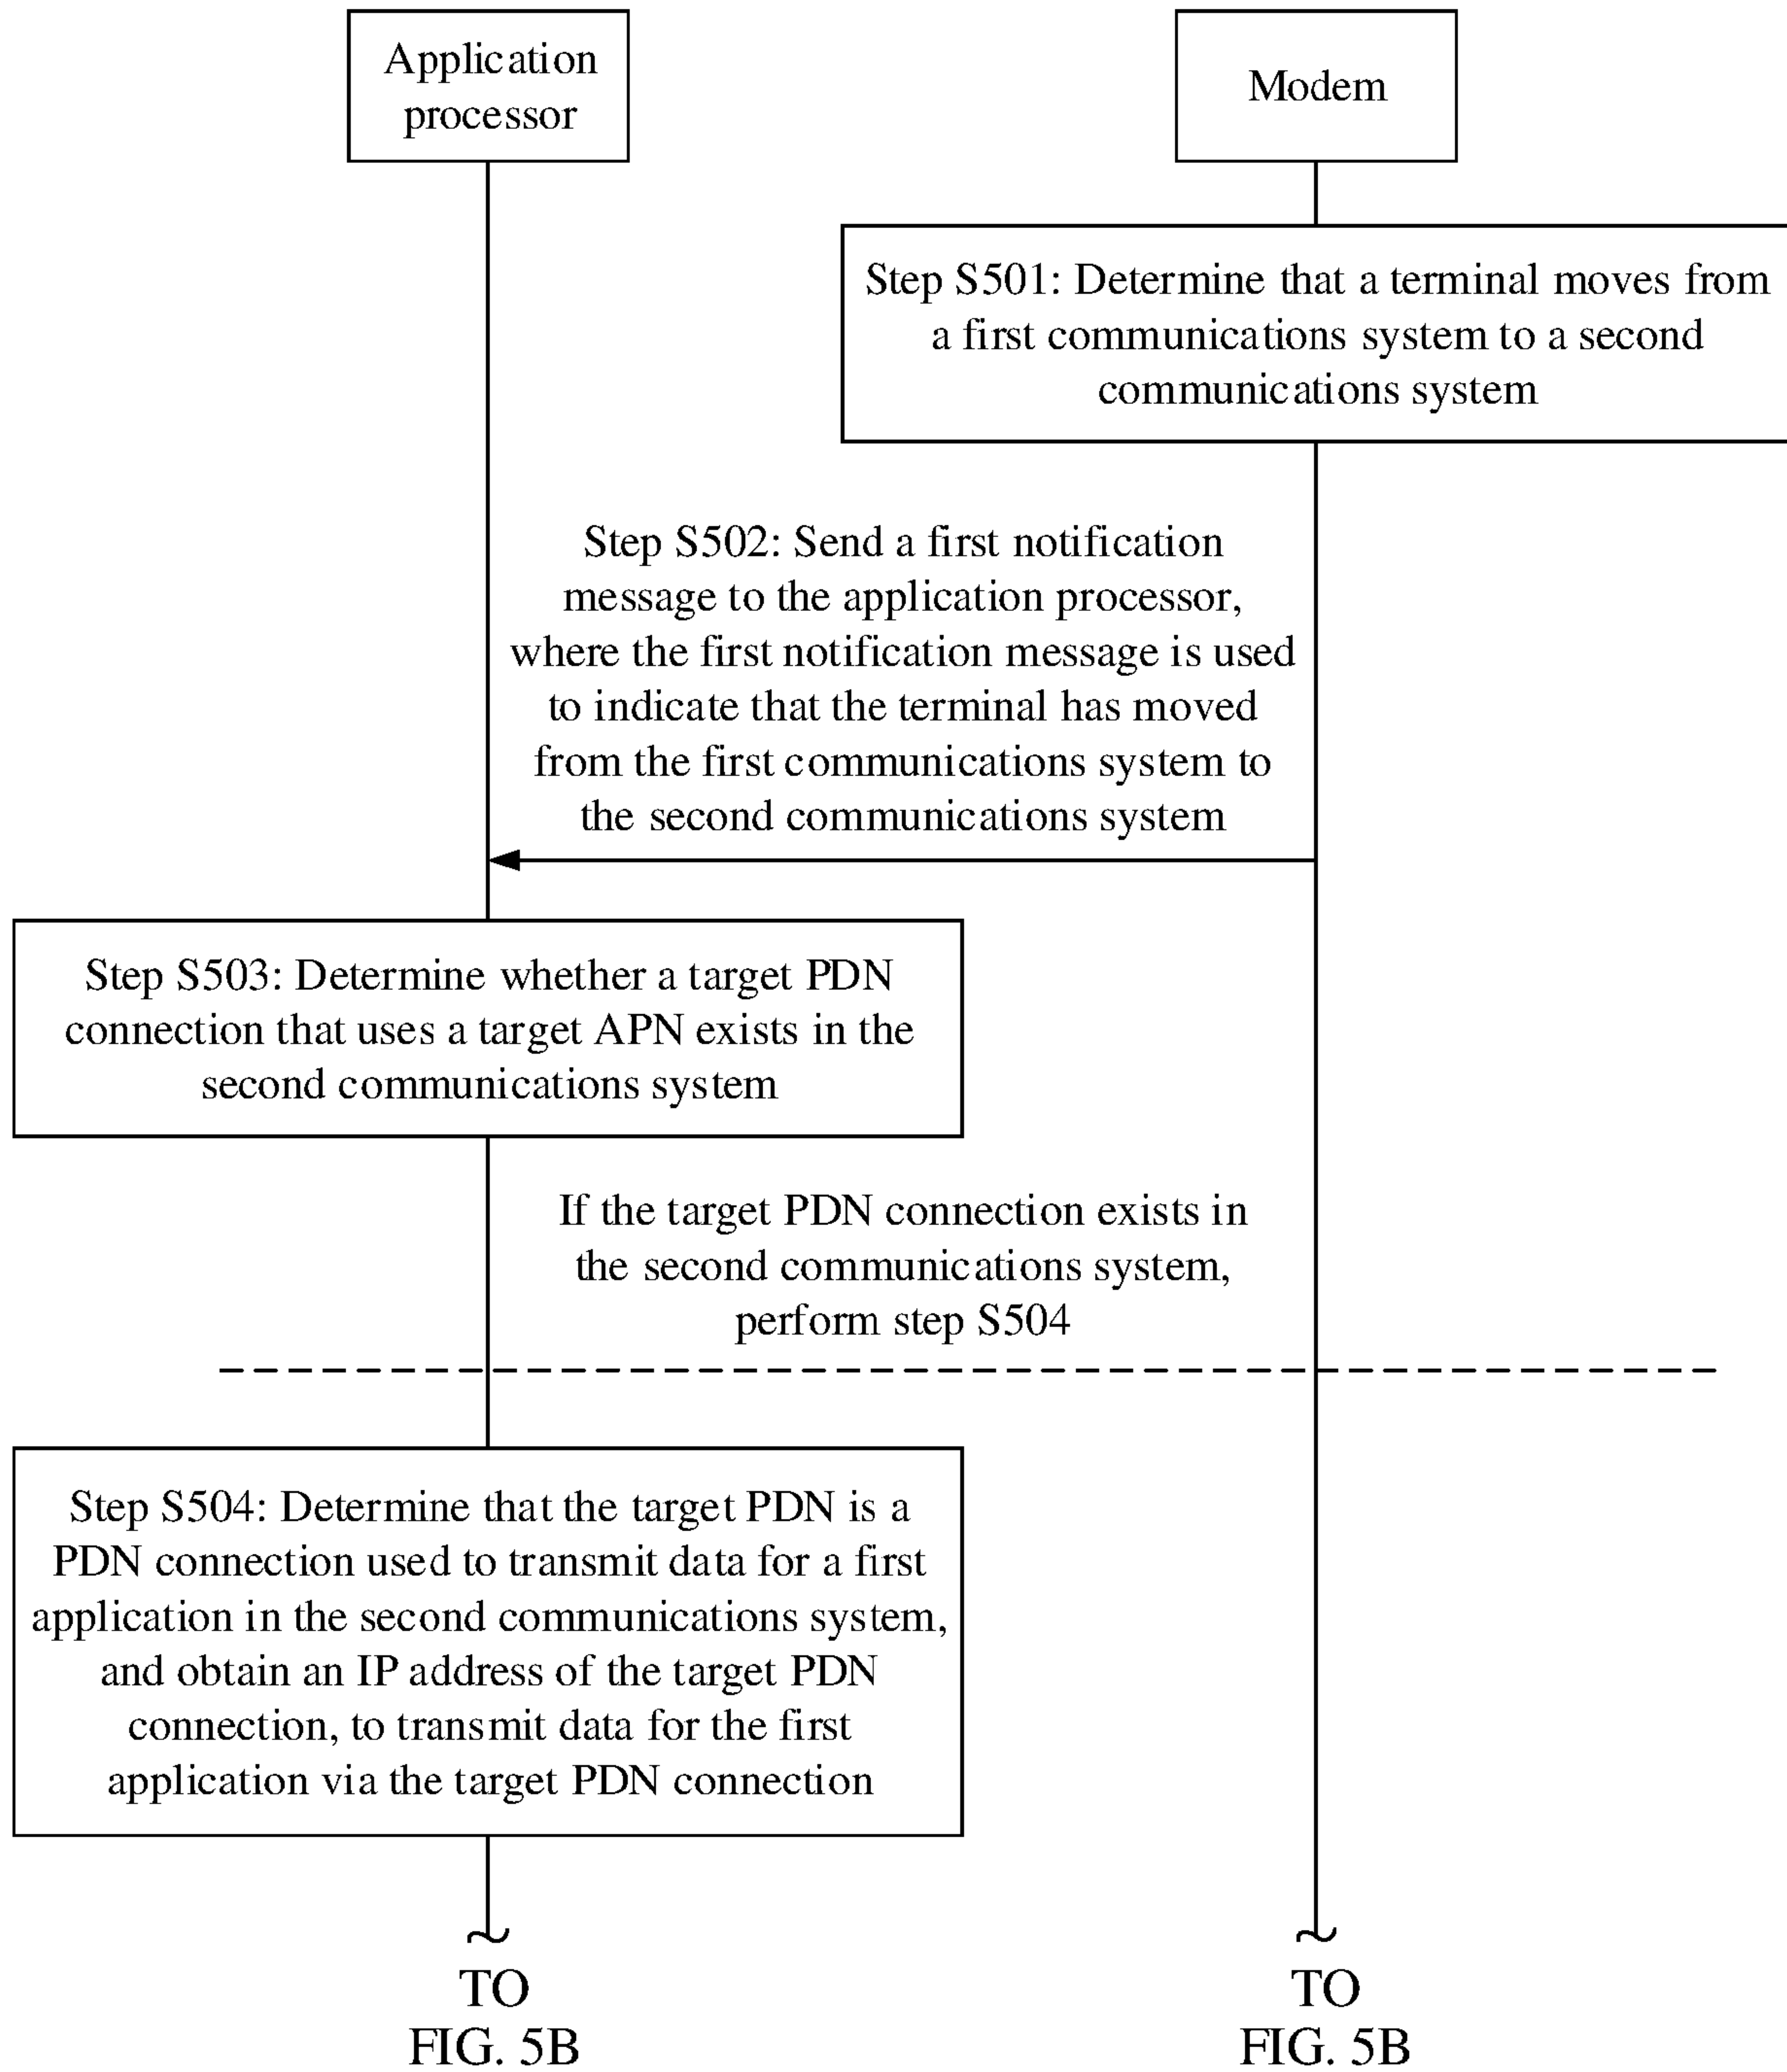 Application
processor
Modem
Step S501: Determine that a terminal moves from
a first communications system to a second
communications system
Step S502: Send a first notification
message to the application processor,
where the first notification message is used
to indicate that the terminal has moved
from the first communications system to
the second communications system
Step S503: Determine whether a target PDN
connection that uses a target APN exists in the
second communications system
If the target PDN connection exists in
the second communications system,
perform step S504
Step S504: Determine that the target PDN is a
PDN connection used to transmit data for a first
application in the second communications system,
and obtain an IP address of the target PDN
connection, to transmit data for the first
application via the target PDN connection
TO
FIG. 5B
TO
FIG. 5B